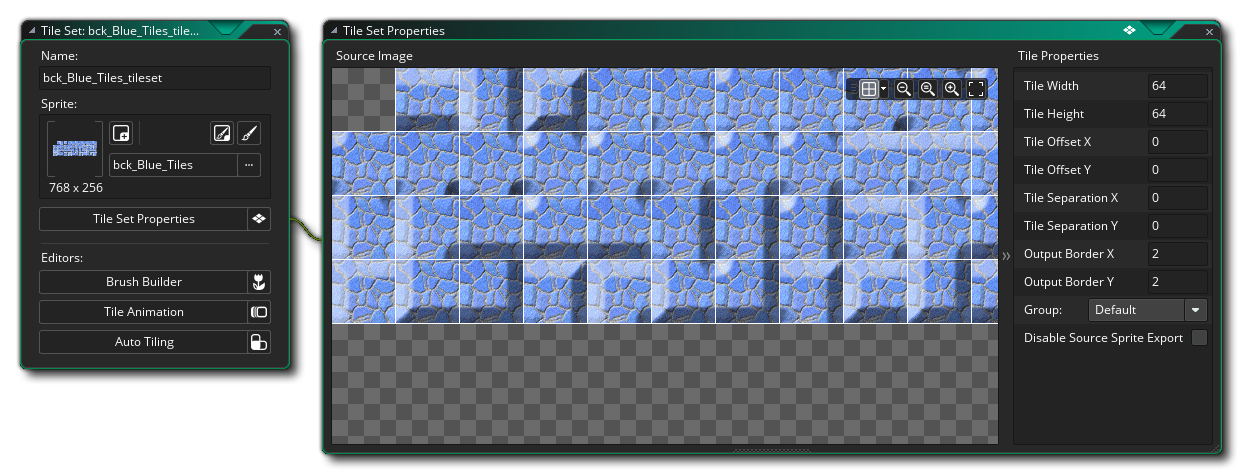 Tile Set: bck_Blue_Tiles_tile...
Name:
bck_Blue_Tiles_tileset
Sprite:
bck_Blue_Tiles
...
768 x 256
Tile Set Properties
Editors:
Brush Builder
Tile Animation
Auto Tiling
Tile Set Properties
Source Image
Tile Properties
Tile Width 64
Tile Height 64
Tile Offset X 0
Tile Offset Y 0
Tile Separation X 0
Tile Separation Y 0
Output Border X 2
Output Border Y 2
Group: Default
Disable Source Sprite Export